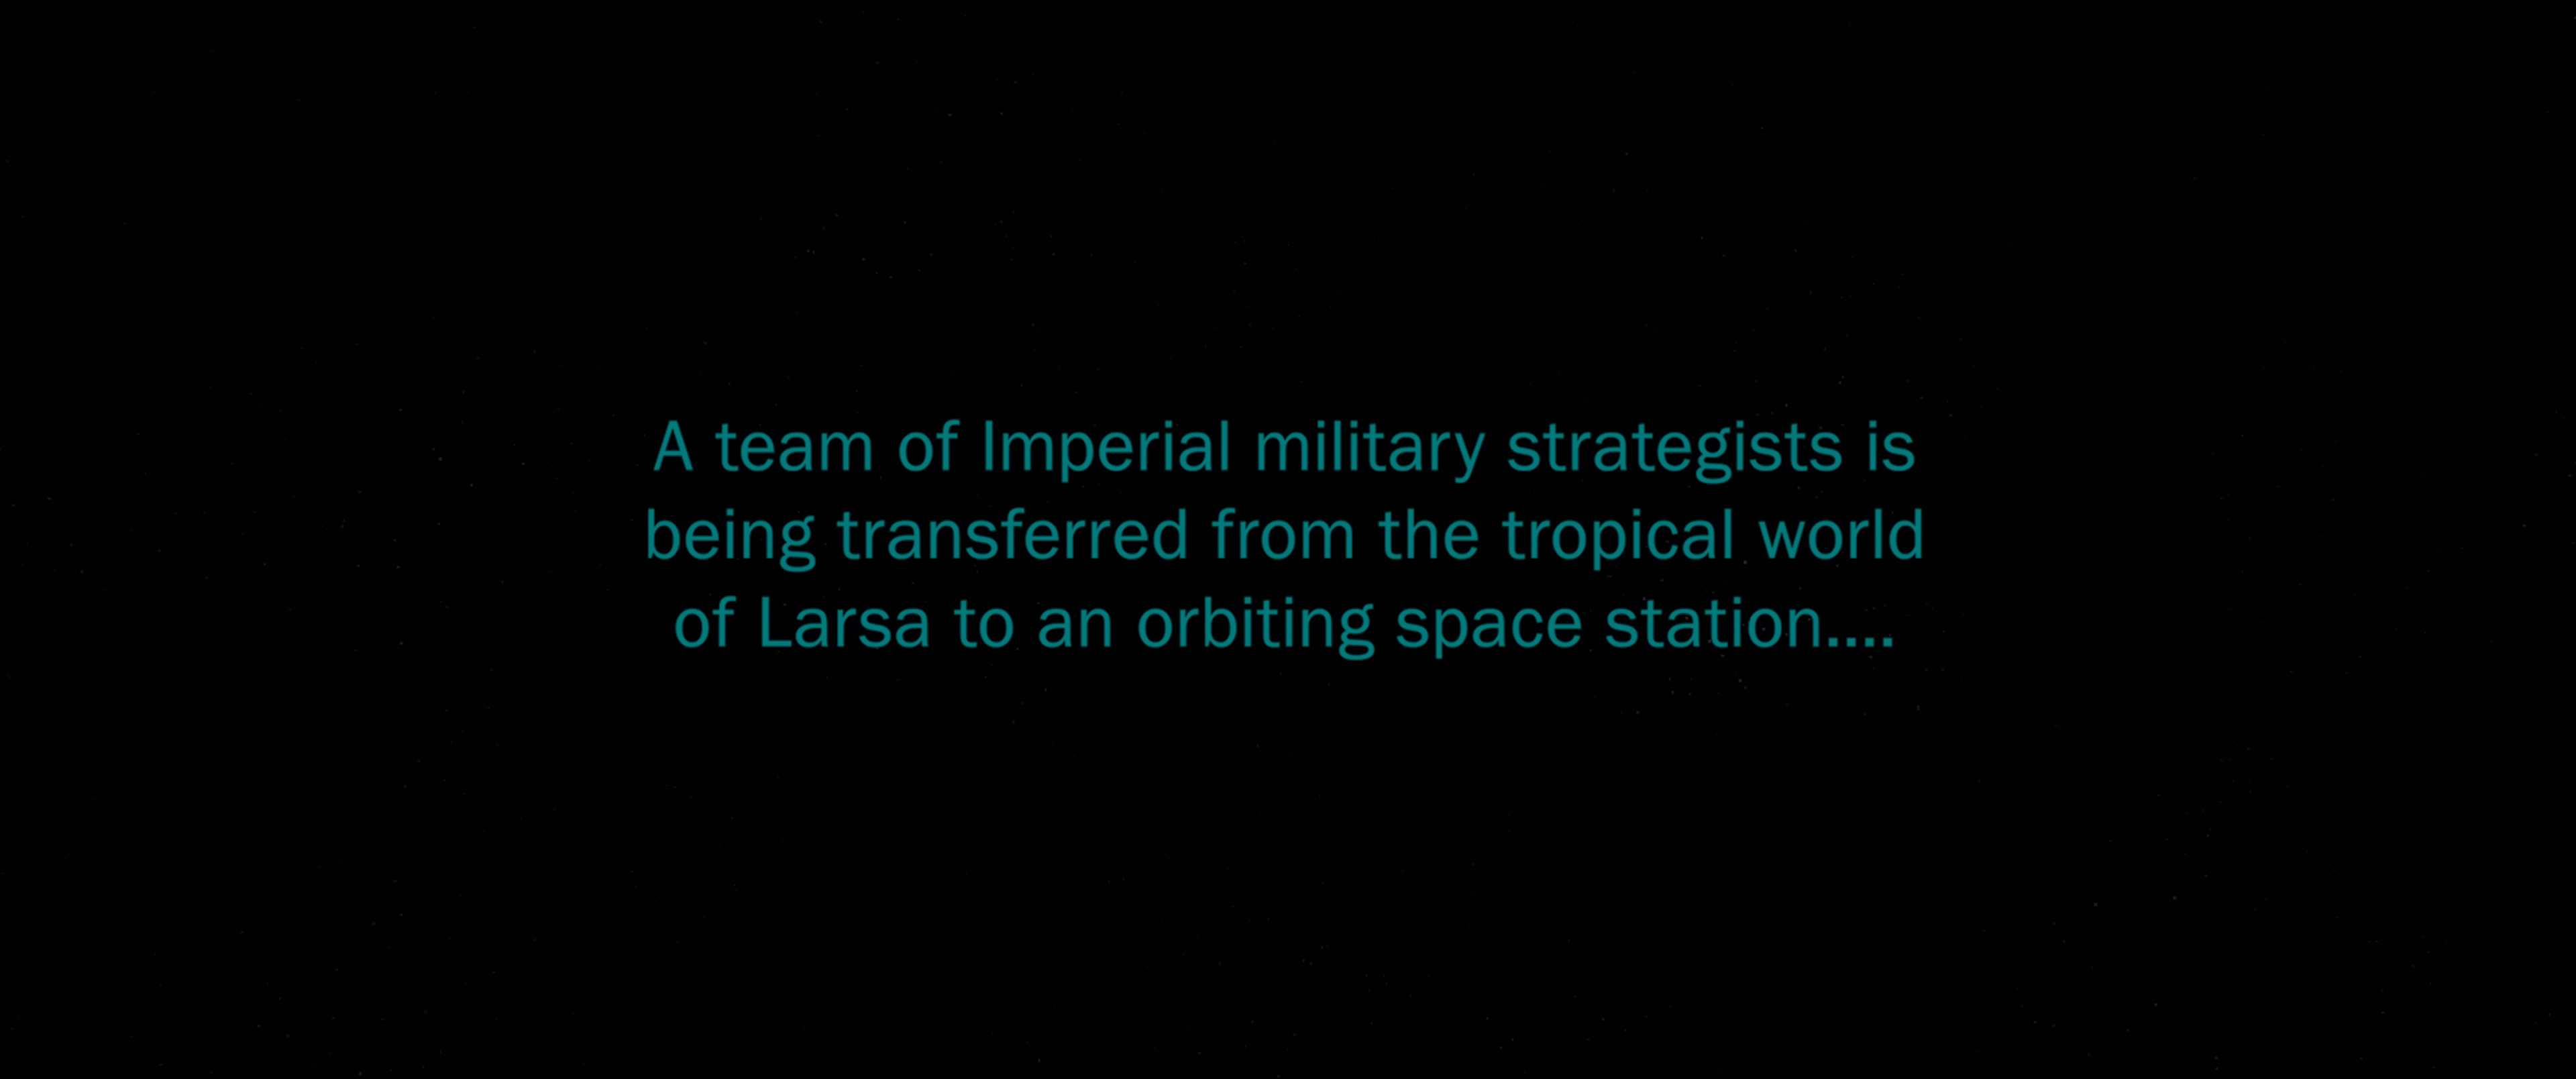 A team of Imperial military strategists is
being transferred from the tropical world
of Larsa to an orbiting space station....